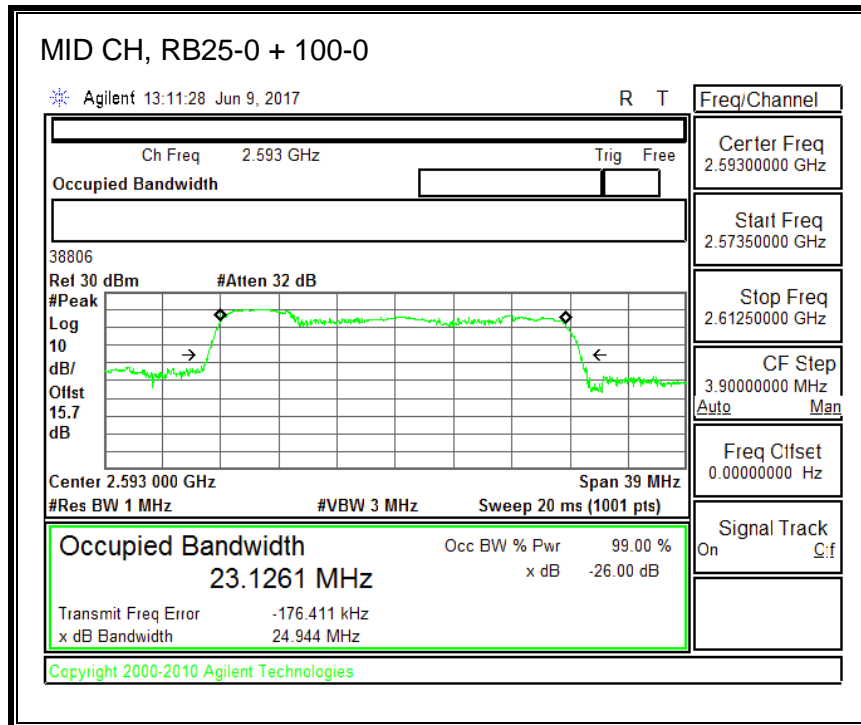 MID CH, RB25-0 + 100-0
Agilent 13:11:28 Jun 9, 2017 R T
Freq/Channel
Ch Freq 2.593 GHz Trig Free
Occupied Bandwidth
Center Freq
2.59300000 GHz
Start Freq
2.57350000 GHz
38806
Ref 30 dBm #Atten 32 dB
#Peak
Log
10
dB/
Offst
15.7
dB
Stop Freq
2.61250000 GHz
CF Step
3.90000000 MHz
Auto Man
Freq Offset
0.00000000 Hz
Center 2.593 000 GHz Span 39 MHz
#Res BW 1 MHz #VBW 3 MHz Sweep 20 ms (1001 pts)
Signal Track
On Off
Occupied Bandwidth
23.1261 MHz
Occ BW % Pwr 99.00 %
x dB -26.00 dB
Transmit Freq Error -176.411 kHz
x dB Bandwidth 24.944 MHz
Copyright 2000-2010 Agilent Technologies